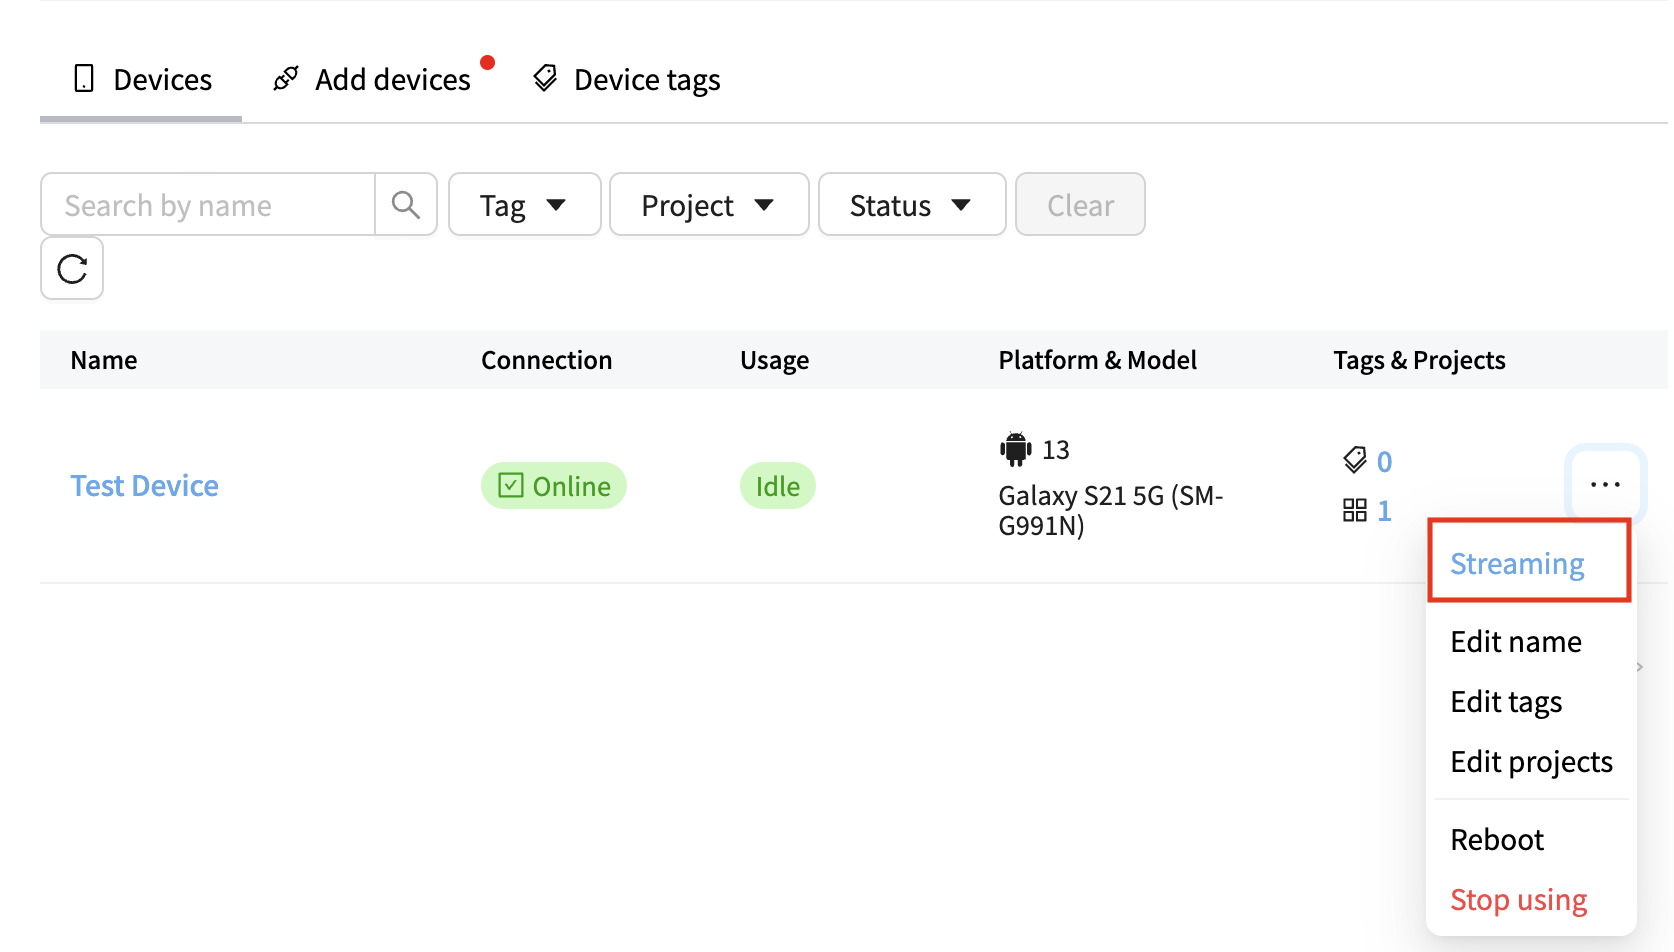 Devices
Add devices
Device tags
Search by name
Tag
Project
Status
Clear
Name
Connection
Usage
Platform & Model
Tags & Projects
Test Device
Online
Idle
13
Galaxy S21 5G (SM-
G991N)
0
1
Streaming
Edit name
Edit tags
Edit projects
Reboot
Stop using